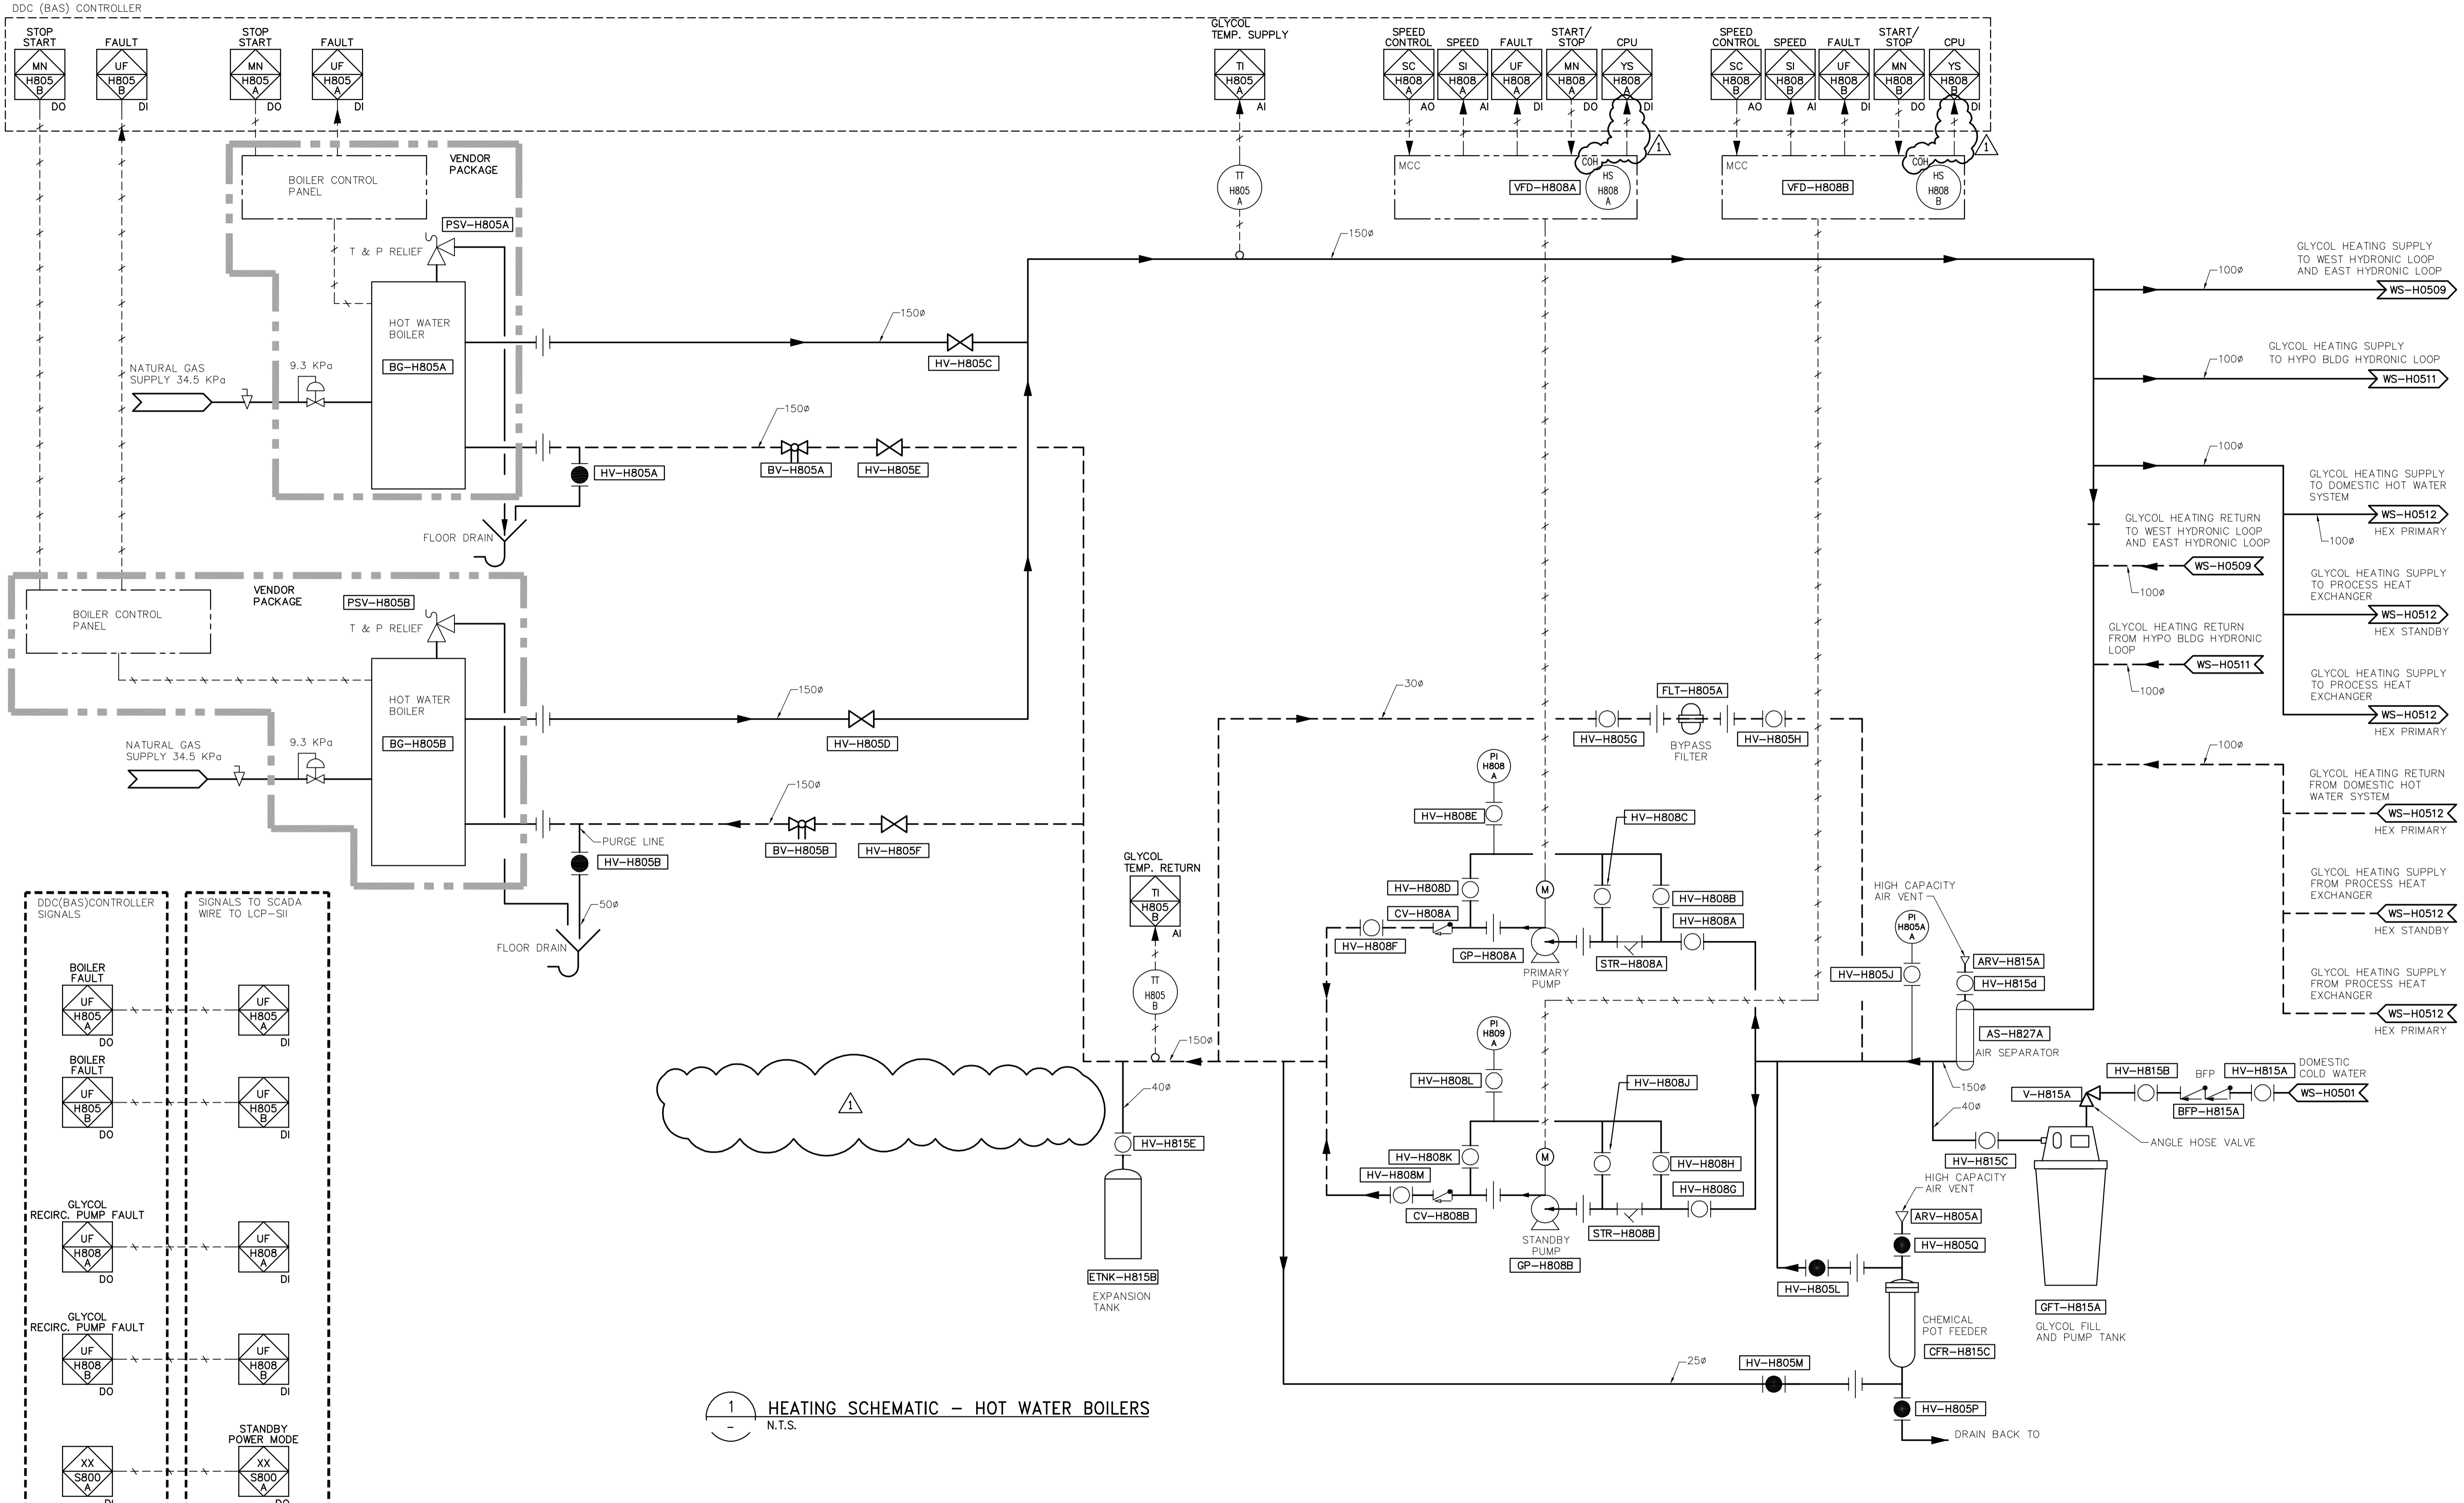 DDC (BAS) CONTROLLER
STOP
START
MN
H805
B
DO
FAULT
UF
H805
B
DI
STOP
START
MN
H805
A
DO
FAULT
UF
H805
A
DI
GLYCOL
TEMP. SUPPLY
TI
H805
A
AI
SPEED
CONTROL
SC
H808
A
AO
SPEED
SI
H808
A
AI
FAULT
UF
H808
A
DI
START/
STOP
MN
H808
A
DO
CPU
YS
H808
A
DI
SPEED
CONTROL
SC
H808
B
AO
SPEED
SI
H808
B
AI
FAULT
UF
H808
B
DI
START/
STOP
MN
H808
B
DO
CPU
YS
H808
B
DI
VENDOR
PACKAGE
BOILER CONTROL
PANEL
PSV-H805A
T & P RELIEF
HOT WATER
BOILER
BG-H805A
NATURAL GAS
SUPPLY 34.5 KPa
9.3 KPa
TT
H805
A
MCC
VFD-H808A
COH
HS
H808
A
1
MCC
VFD-H808B
COH
HS
H808
B
1
150ø
150ø
HV-H805C
150ø
BV-H805A
HV-H805E
HV-H805A
FLOOR DRAIN
GLYCOL HEATING SUPPLY
TO WEST HYDRONIC LOOP
AND EAST HYDRONIC LOOP
100ø
WS-H0509
GLYCOL HEATING SUPPLY
TO HYPO BLDG HYDRONIC LOOP
100ø
WS-H0511
100ø
GLYCOL HEATING SUPPLY
TO DOMESTIC HOT WATER
SYSTEM
WS-H0512
HEX PRIMARY
100ø
GLYCOL HEATING RETURN
TO WEST HYDRONIC LOOP
AND EAST HYDRONIC LOOP
WS-H0509
100ø
GLYCOL HEATING SUPPLY
TO PROCESS HEAT
EXCHANGER
WS-H0512
HEX STANDBY
GLYCOL HEATING RETURN
FROM HYPO BLDG HYDRONIC
LOOP
WS-H0511
100ø
GLYCOL HEATING SUPPLY
TO PROCESS HEAT
EXCHANGER
WS-H0512
HEX PRIMARY
100ø
GLYCOL HEATING RETURN
FROM DOMESTIC HOT
WATER SYSTEM
WS-H0512
HEX PRIMARY
GLYCOL HEATING SUPPLY
FROM PROCESS HEAT
EXCHANGER
WS-H0512
HEX STANDBY
GLYCOL HEATING SUPPLY
FROM PROCESS HEAT
EXCHANGER
WS-H0512
HEX PRIMARY
VENDOR
PACKAGE
BOILER CONTROL
PANEL
PSV-H805B
T & P RELIEF
HOT WATER
BOILER
BG-H805B
NATURAL GAS
SUPPLY 34.5 KPa
9.3 KPa
150ø
HV-H805D
150ø
BV-H805B
HV-H805F
PURGE LINE
HV-H805B
50ø
FLOOR DRAIN
30ø
FLT-H805A
HV-H805G
BYPASS
FILTER
HV-H805H
PI
H808
A
HV-H808E
HV-H808C
HV-H808D
M
HV-H808B
CV-H808A
HV-H808A
HV-H808F
GP-H808A
STR-H808A
PRIMARY
PUMP
GLYCOL
TEMP. RETURN
TI
H805
B
AI
TT
H805
B
150ø
PI
H809
A
HV-H808L
HV-H808J
HV-H808K
M
HV-H808H
HV-H808M
HV-H808G
CV-H808B
STR-H808B
STANDBY
PUMP
GP-H808B
HIGH CAPACITY
AIR VENT
PI
H805A
A
HV-H805J
ARV-H815A
HV-H815d
AS-H827A
AIR SEPARATOR
150ø
40ø
HV-H815C
V-H815A
HV-H815B
BFP
HV-H815A
DOMESTIC
COLD WATER
WS-H0501
BFP-H815A
ANGLE HOSE VALVE
HIGH CAPACITY
AIR VENT
ARV-H805A
HV-H805Q
HV-H805L
GFT-H815A
GLYCOL FILL
AND PUMP TANK
CHEMICAL
POT FEEDER
CFR-H815C
25ø
HV-H805M
HV-H805P
DRAIN BACK TO
1
40ø
HV-H815E
ETNK-H815B
EXPANSION
TANK
DDC(BAS)CONTROLLER
SIGNALS
SIGNALS TO SCADA
WIRE TO LCP-SII
BOILER
FAULT
UF
H805
A
DO
UF
H805
A
DI
BOILER
FAULT
UF
H805
B
DO
UF
H805
B
DI
GLYCOL
RECIRC. PUMP FAULT
UF
H808
A
DO
UF
H808
A
DI
GLYCOL
RECIRC. PUMP FAULT
UF
H808
B
DO
UF
H808
B
DI
STANDBY
POWER MODE
XX
S800
A
DI
XX
S800
A
DO
1
-
HEATING SCHEMATIC - HOT WATER BOILERS
N.T.S.